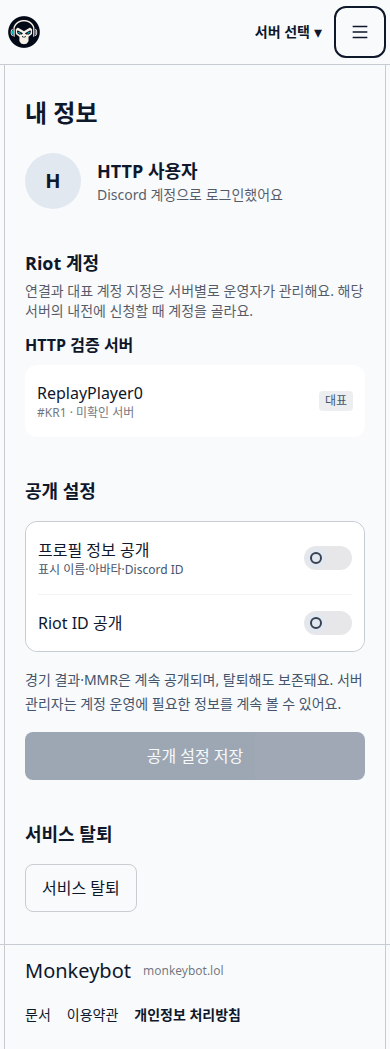 서버 선택 ▾
내 정보
H
HTTP 사용자
Discord 계정으로 로그인했어요
Riot 계정
연결과 대표 계정 지정은 서버별로 운영자가 관리해요. 해당
서버의 내전에 신청할 때 계정을 골라요.
HTTP 검증 서버
ReplayPlayer0
대표
#KR1 · 미확인 서버
공개 설정
프로필 정보 공개
표시 이름·아바타·Discord ID
Riot ID 공개
경기 결과·MMR은 계속 공개되며, 탈퇴해도 보존돼요. 서버
관리자는 계정 운영에 필요한 정보를 계속 볼 수 있어요.
공개 설정 저장
서비스 탈퇴
서비스 탈퇴
Monkeybot monkeybot.lol
문서 이용약관 개인정보 처리방침